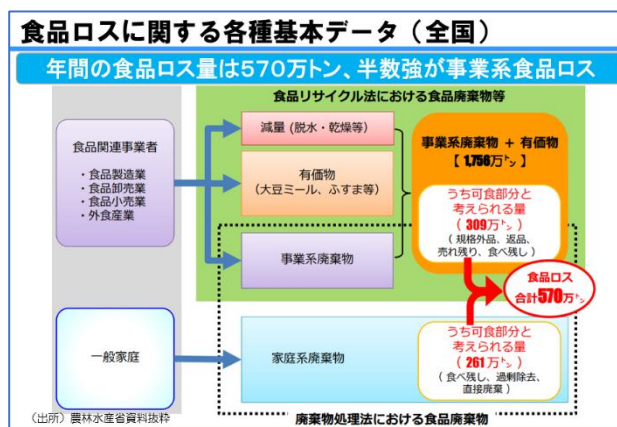 食品ロスに関する各種基本データ（全国）
年間の食品ロス量は570万トン、半数強が事業系食品ロス
食品リサイクル法における食品廃棄物等
食品関連事業者
・食品製造業
・食品卸売業
・食品小売業
・外食産業
減量 (脱水・乾燥等)
有価物
(大豆ミール、ふすま等)
事業系廃棄物
事業系廃棄物 + 有価物
【 1,756万㌧ 】
うち可食部分と
考えられる量
( 309万㌧ )
( 規格外品、返品、
売れ残り、食べ残し )
食品ロス
合計570万㌧
一般家庭
家庭系廃棄物
うち可食部分と
考えられる量
( 261万㌧ )
( 食べ残し、過剰除去、
直接廃棄 )
（出所）農林水産省資料抜粋
廃棄物処理法における食品廃棄物